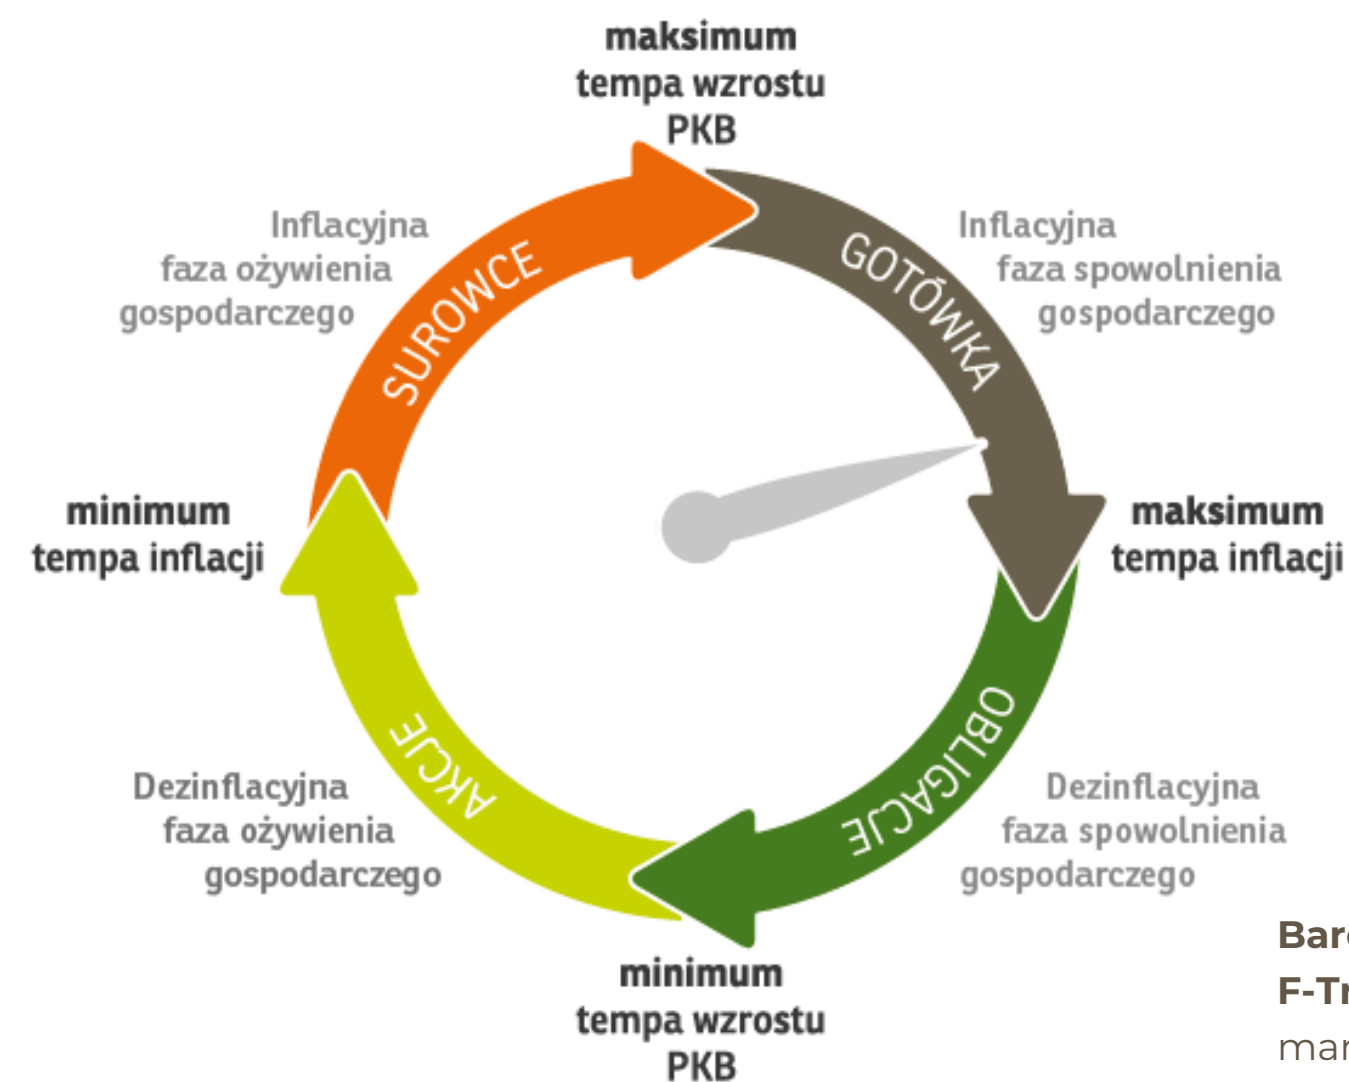 maksimum
tempa wzrostu
PKB
Inflacyjna
faza ożywienia
gospodarczego
SUROWCE
GOTÓWKA
Inflacyjna
faza spowolnienia
gospodarczego
minimum
tempa inflacji
maksimum
tempa inflacji
Dezinflacyjna
faza ożywienia
gospodarczego
AKCJE
OBLIGACJE
Dezinflacyjna
faza spowolnienia
gospodarczego
minimum
tempa wzrostu
PKB